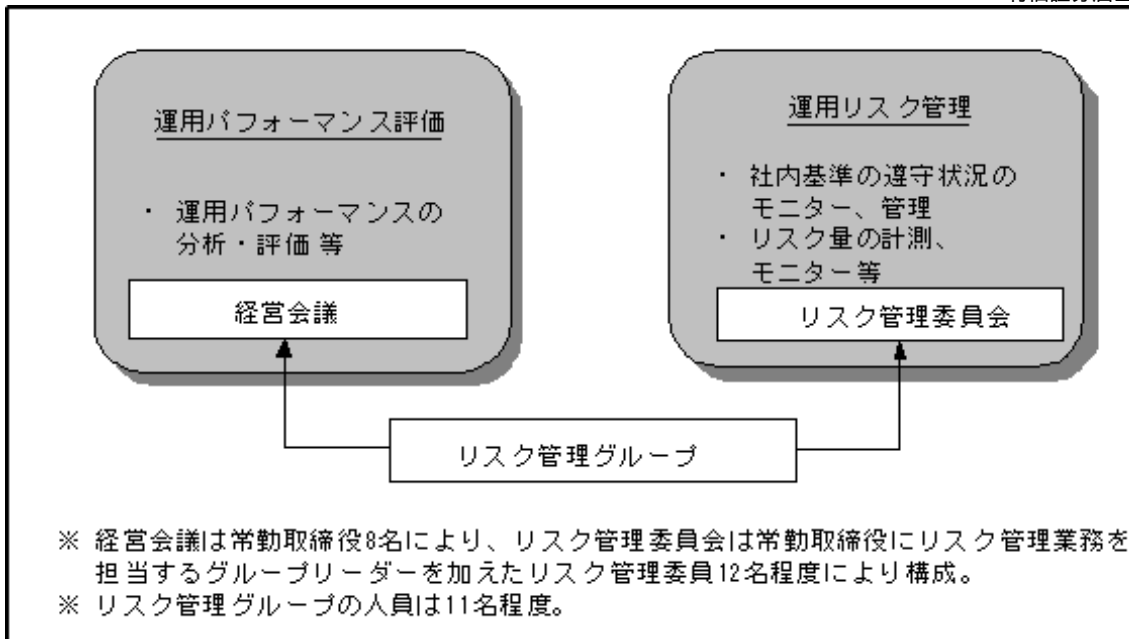 運用パフォーマンス評価
・ 運用パフォーマンスの
分析・評価 等
経営会議
運用リスク管理
・ 社内基準の遵守状況の
モニター、管理
・ リスク量の計測、
モニター等
リスク管理委員会
リスク管理グループ
※ 経営会議は常勤取締役8名により、リスク管理委員会は常勤取締役にリスク管理業務を
担当するグループリーダーを加えたリスク管理委員12名程度により構成。
※ リスク管理グループの人員は11名程度。